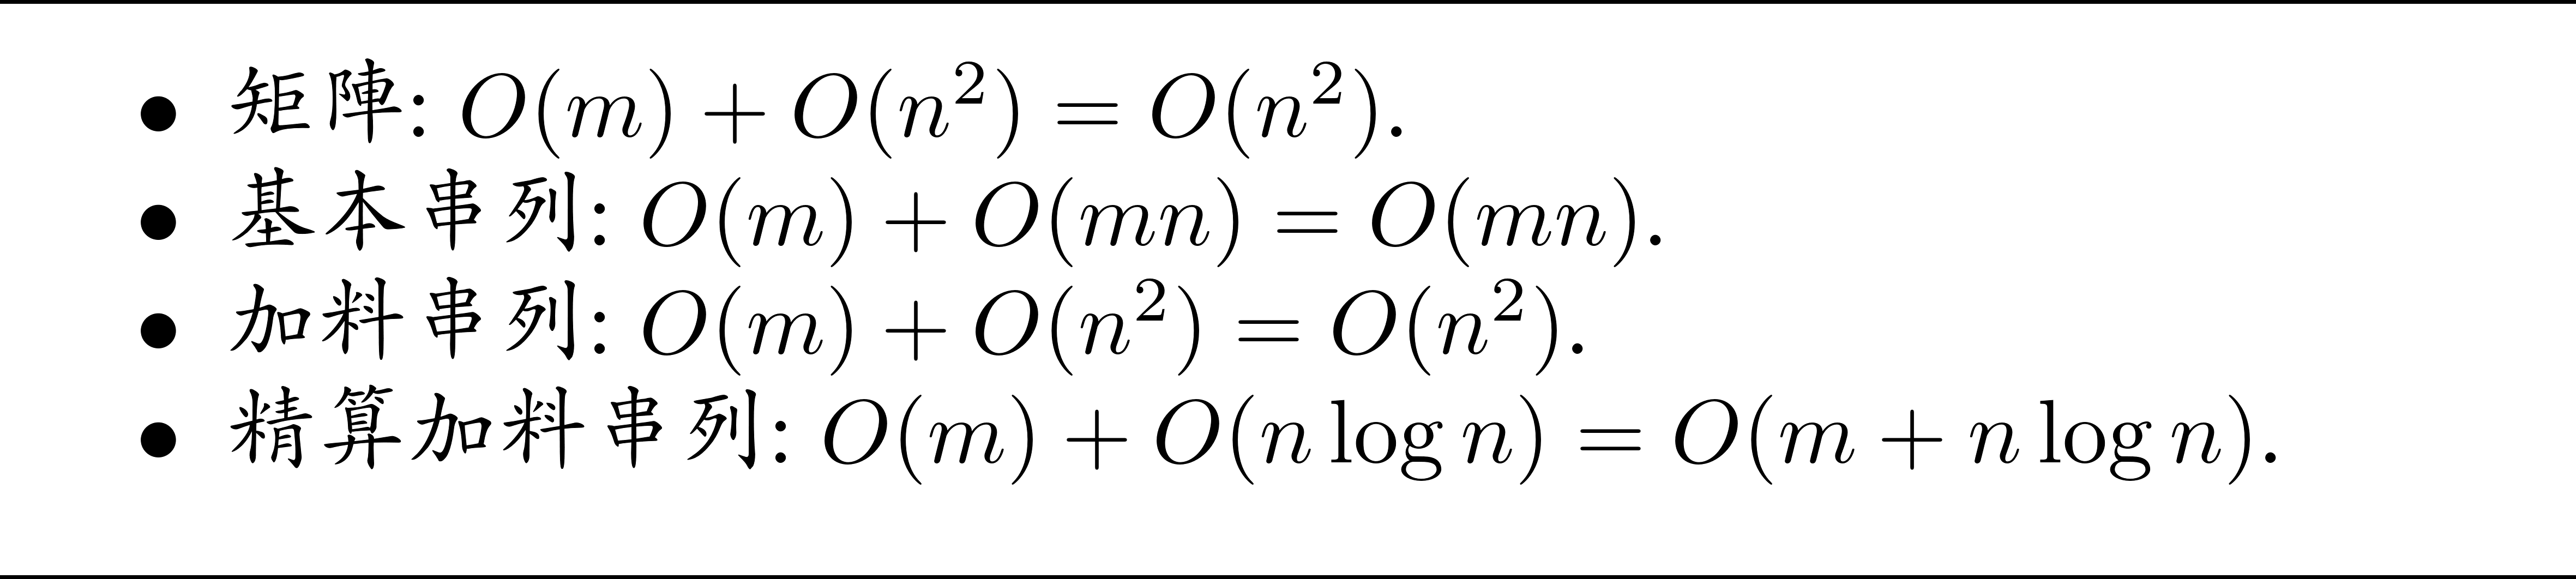 • 矩陣: O(m) + O(n²) = O(n²).
• 基本串列: O(m) + O(mn) = O(mn).
• 加料串列: O(m) + O(n²) = O(n²).
• 精算加料串列: O(m) + O(n log n) = O(m + n log n).